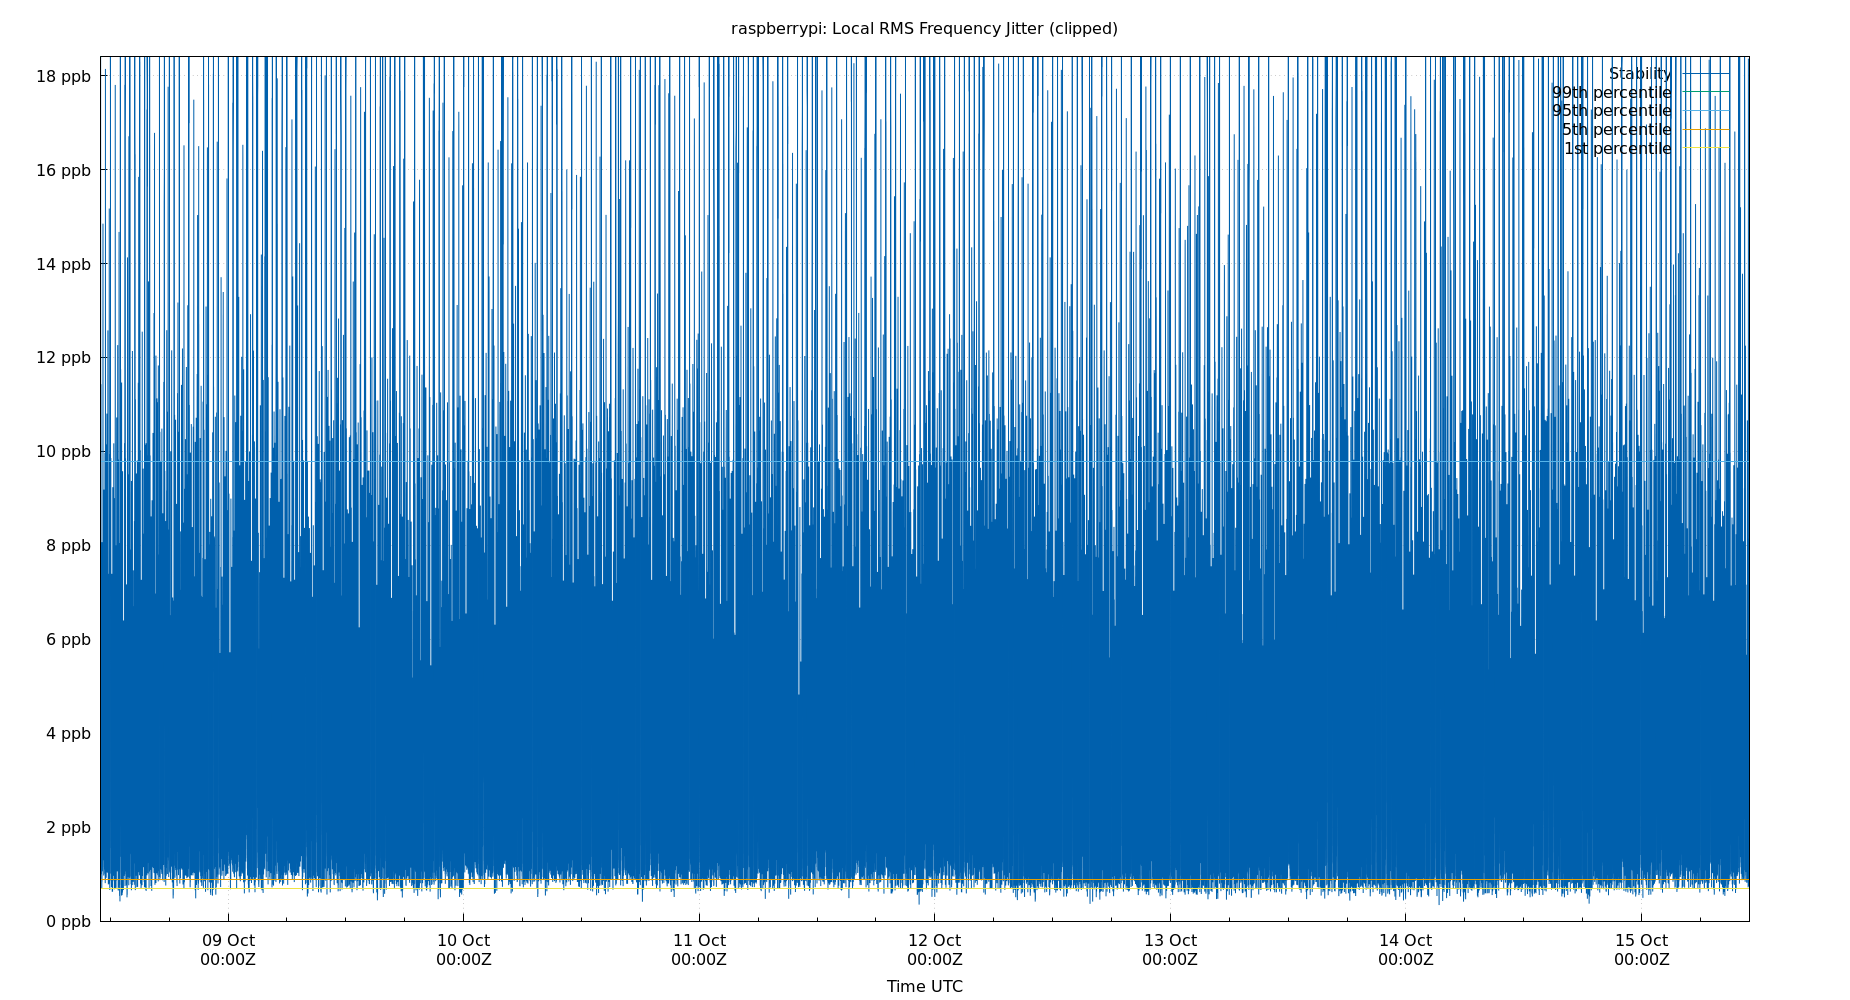 raspberrypi: Local RMS Frequency Jitter (clipped)
18 ppb
16 ppb
14 ppb
12 ppb
10 ppb
8 ppb
6 ppb
4 ppb
2 ppb
0 ppb
Stability
99th percentile
95th percentile
5th percentile
1st percentile
09 Oct 10 Oct 11 Oct 12 Oct 13 Oct 14 Oct 15 Oct
00:00Z 00:00Z 00:00Z 00:00Z 00:00Z 00:00Z 00:00Z
Time UTC